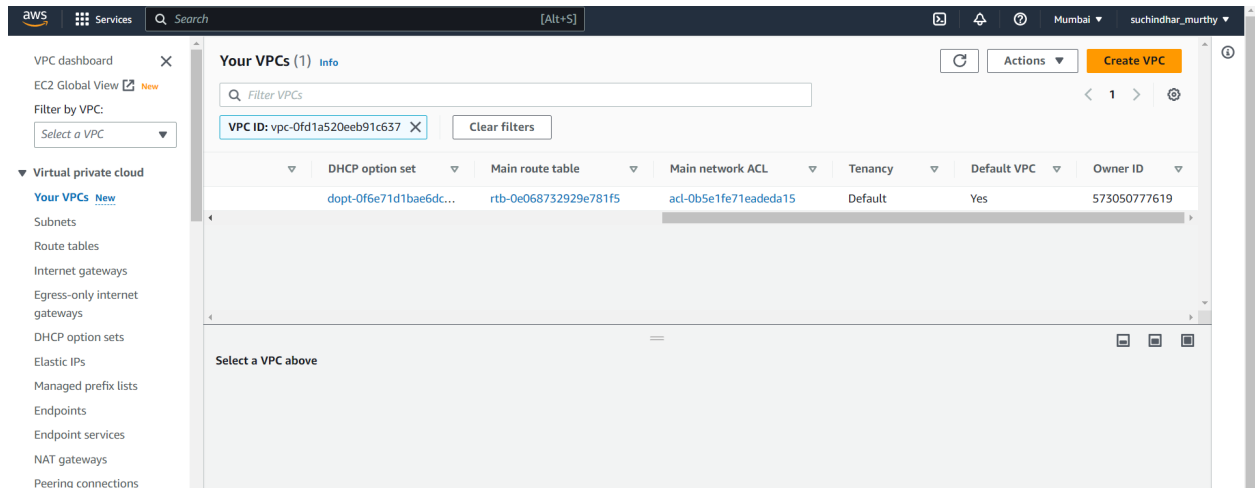 aws Services Search [Alt+S] Mumbai ▼ suchindhar_murthy ▼
VPC dashboard
EC2 Global View New
Filter by VPC:
Select a VPC
Virtual private cloud
Your VPCs New
Subnets
Route tables
Internet gateways
Egress-only internet
gateways
DHCP option sets
Elastic IPs
Managed prefix lists
Endpoints
Endpoint services
NAT gateways
Peering connections
Your VPCs (1) Info
Actions ▼ Create VPC
Filter VPCs
< 1 >
VPC ID: vpc-0fd1a520eeb91c637 Clear filters
DHCP option set Main route table Main network ACL Tenancy Default VPC Owner ID
dopt-0f6e71d1bae6dc... rtb-0e068732929e781f5 acl-0b5e1fe71eadeda15 Default Yes 573050777619
Select a VPC above